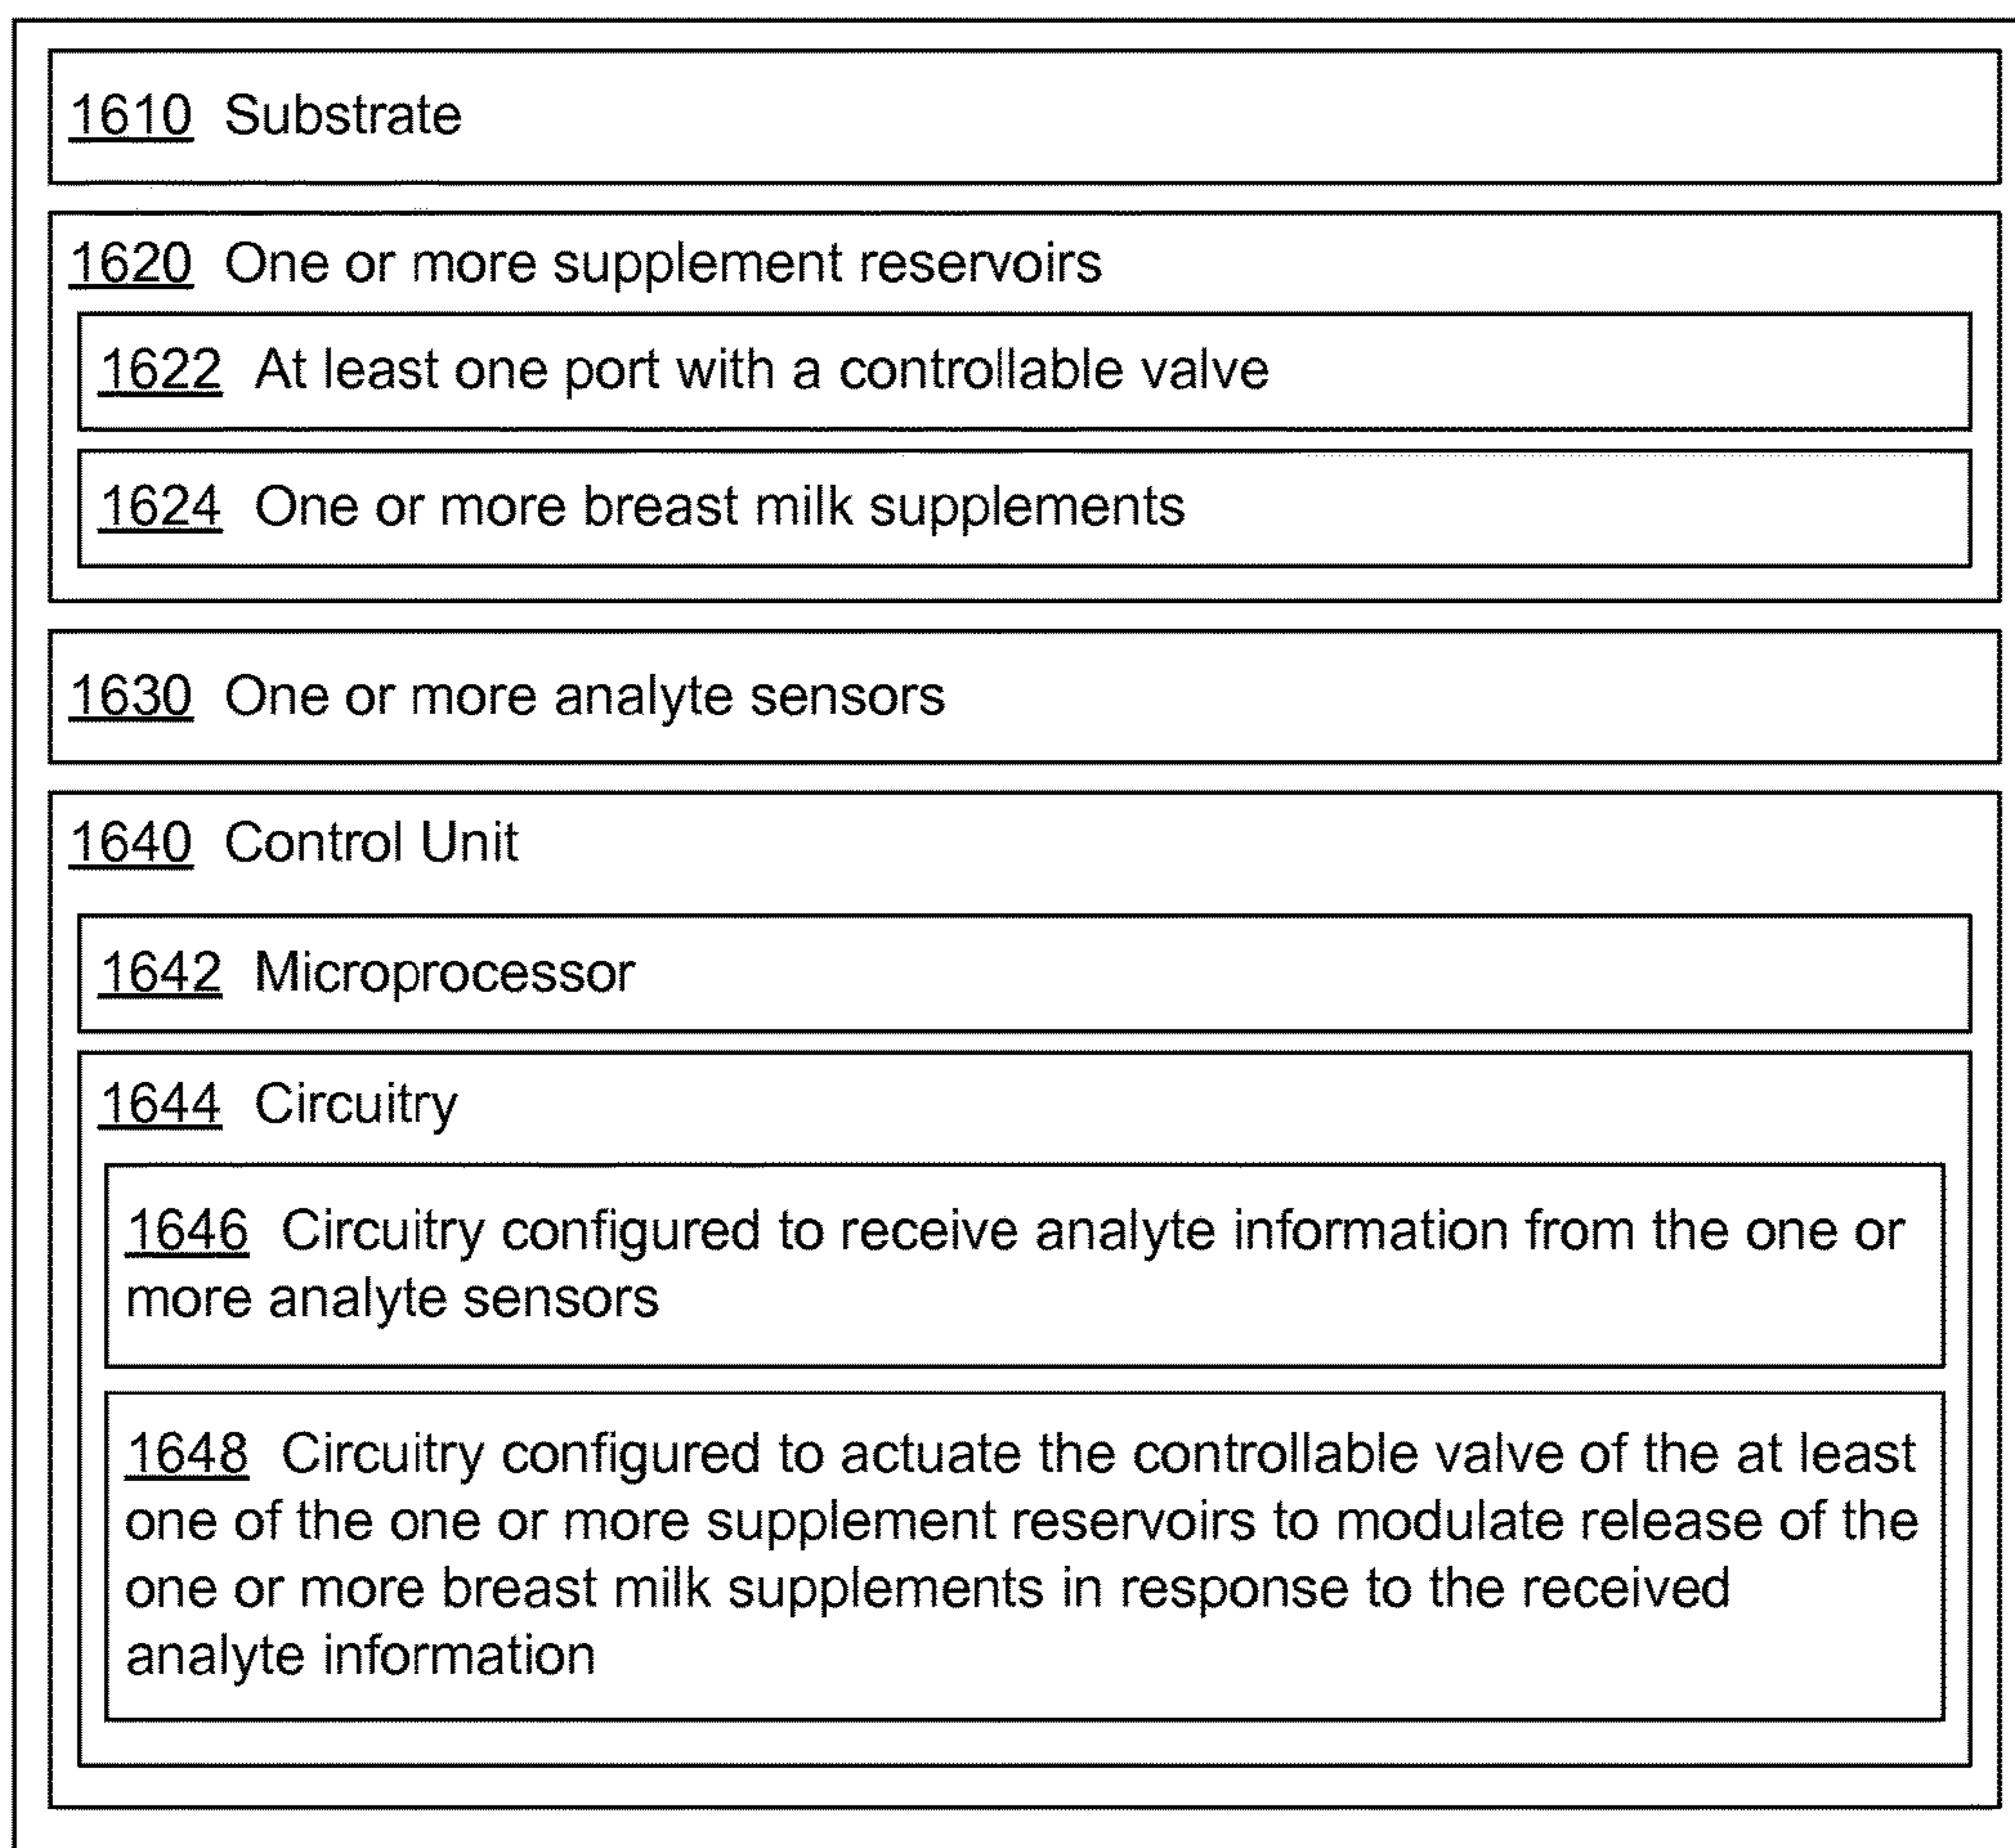 1610 Substrate
1620 One or more supplement reservoirs
1622 At least one port with a controllable valve
1624 One or more breast milk supplements
1630 One or more analyte sensors
1640 Control Unit
1642 Microprocessor
1644 Circuitry
1646 Circuitry configured to receive analyte information from the one or
more analyte sensors
1648 Circuitry configured to actuate the controllable valve of the at least
one of the one or more supplement reservoirs to modulate release of the
one or more breast milk supplements in response to the received
analyte information